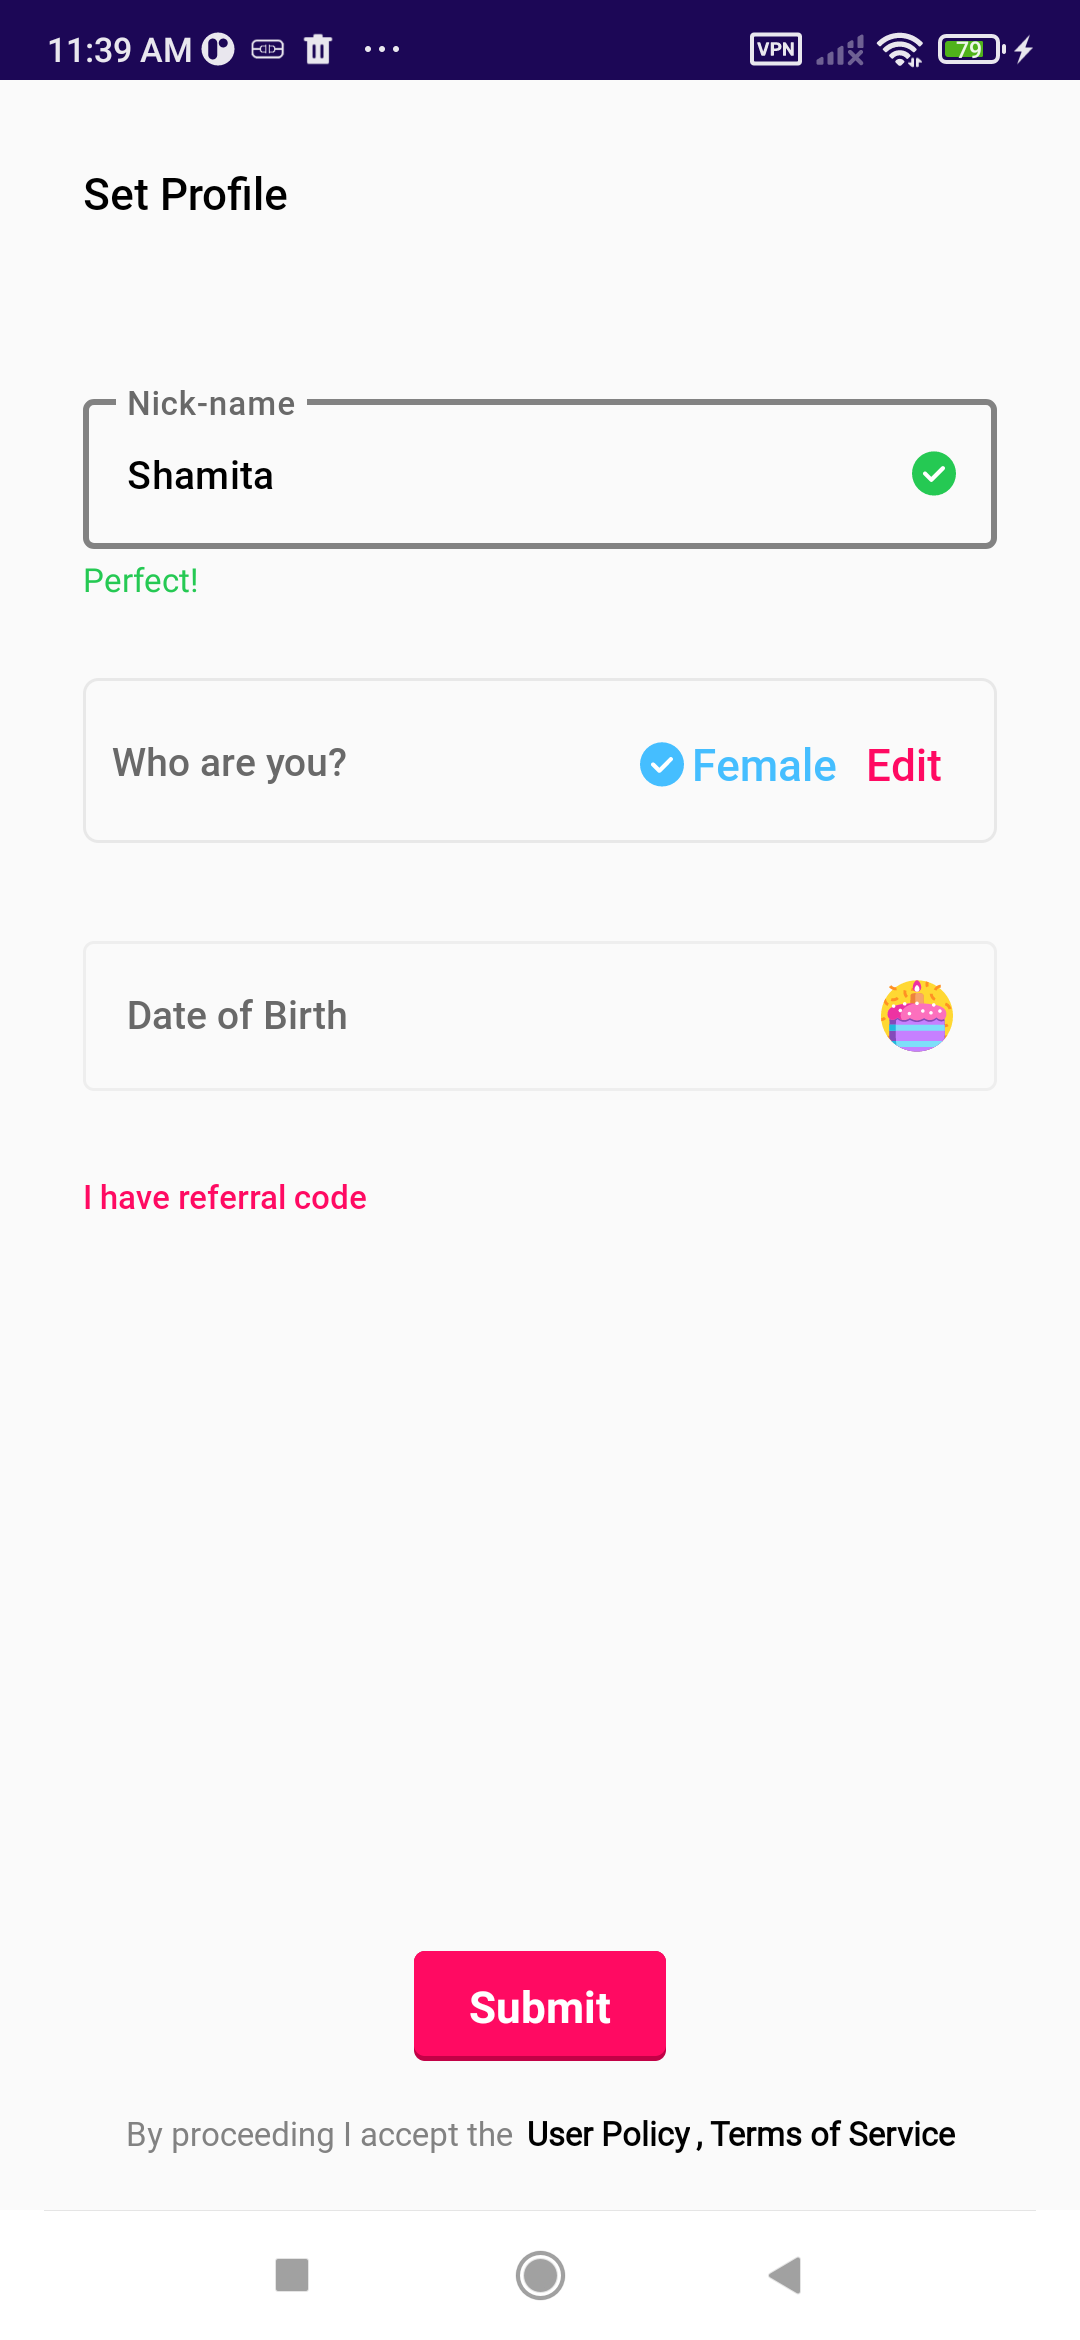 11:39 AM
VPN
79
Set Profile
Nick-name
Shamita
Perfect!
Who are you? Female Edit
Date of Birth
I have referral code
Submit
By proceeding I accept the User Policy , Terms of Service